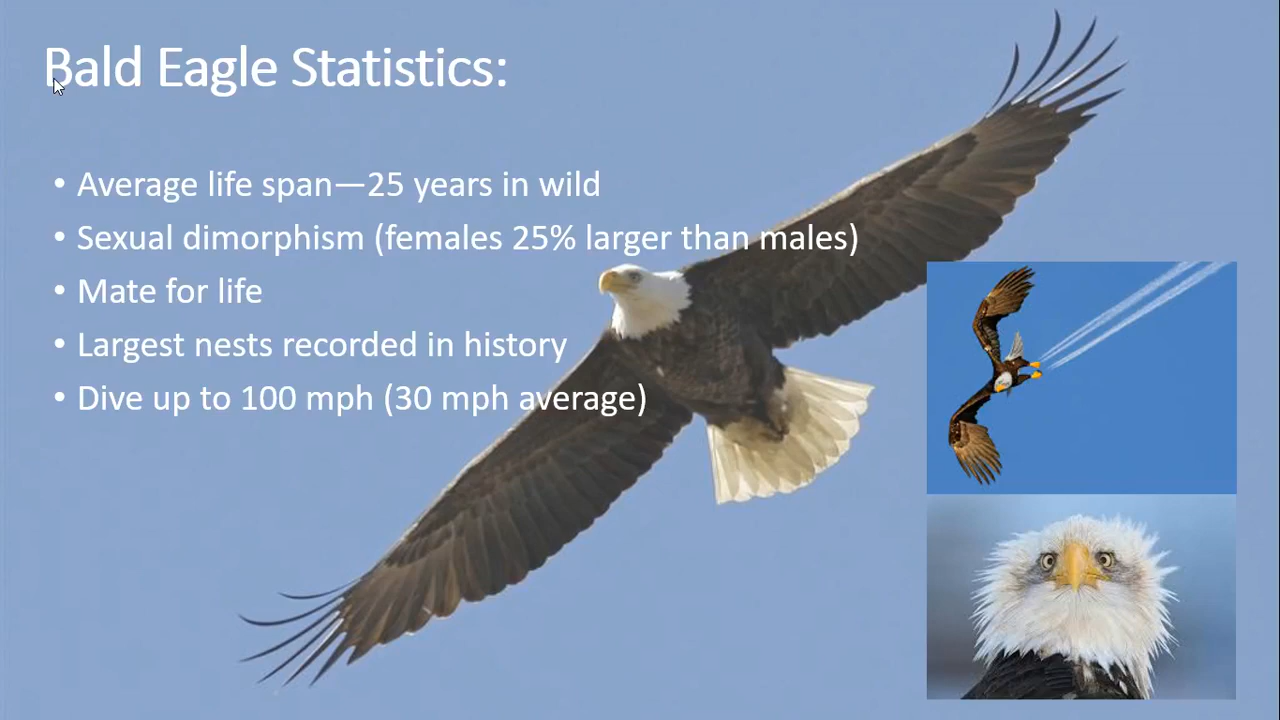 Bald Eagle Statistics:
• Average life span—25 years in wild
• Sexual dimorphism (females 25% larger than males)
• Mate for life
• Largest nests recorded in history
• Dive up to 100 mph (30 mph average)